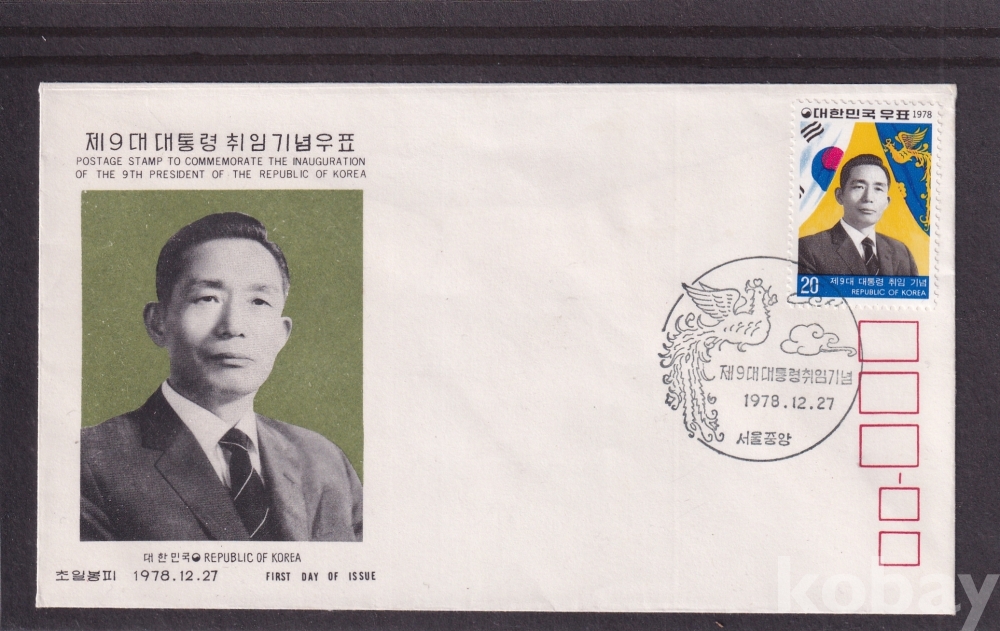 제9대 대통령 취임 기념우표
POSTAGE STAMP TO COMMEMORATE THE INAUGURATION
OF THE 9TH PRESIDENT OF THE REPUBLIC OF KOREA
대한민국 REPUBLIC OF KOREA
초일봉피 1978.12.27 FIRST DAY OF ISSUE
대한민국 우표 1978
20 제9대 대통령 취임 기념
REPUBLIC OF KOREA
제9대대통령취임기념
1978.12.27
서울중앙
kobay